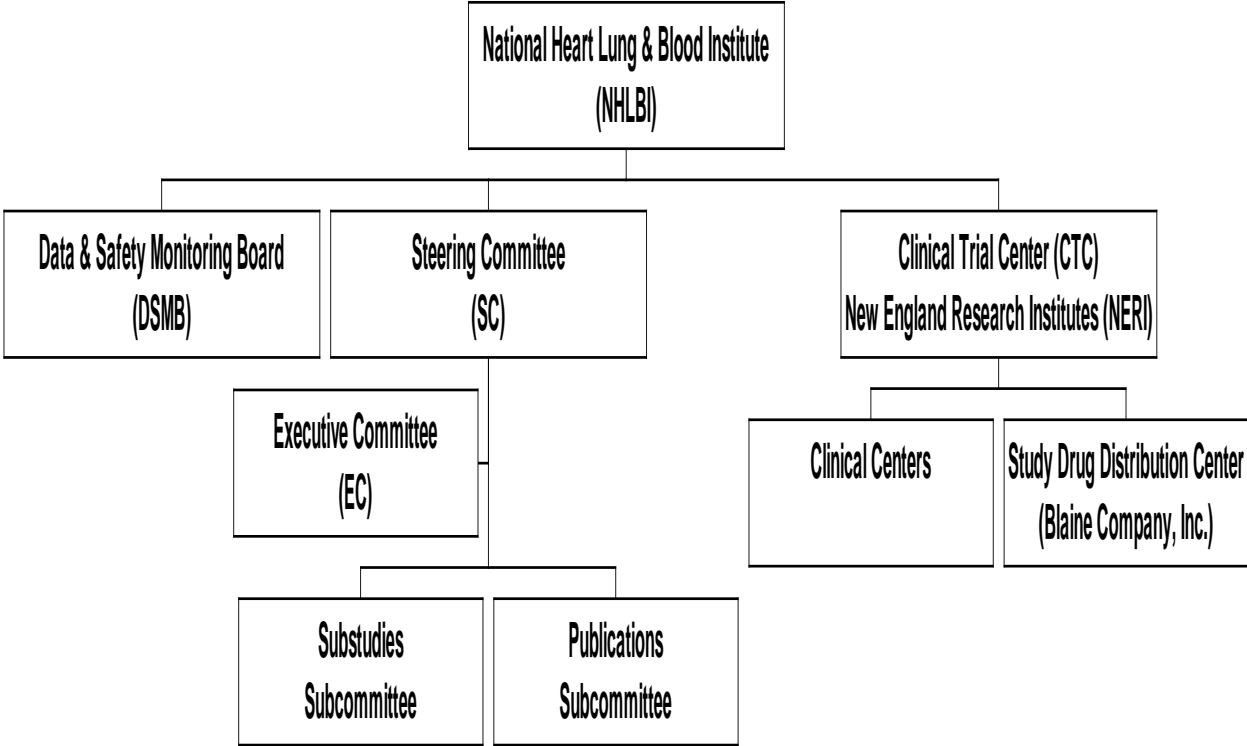 National Heart Lung & Blood Institute
(NHLBI)
Data & Safety Monitoring Board
(DSMB)
Steering Committee
(SC)
Clinical Trial Center (CTC)
New England Research Institutes (NERI)
Executive Committee
(EC)
Clinical Centers
Study Drug Distribution Center
(Blaine Company, Inc.)
Substudies
Subcommittee
Publications
Subcommittee